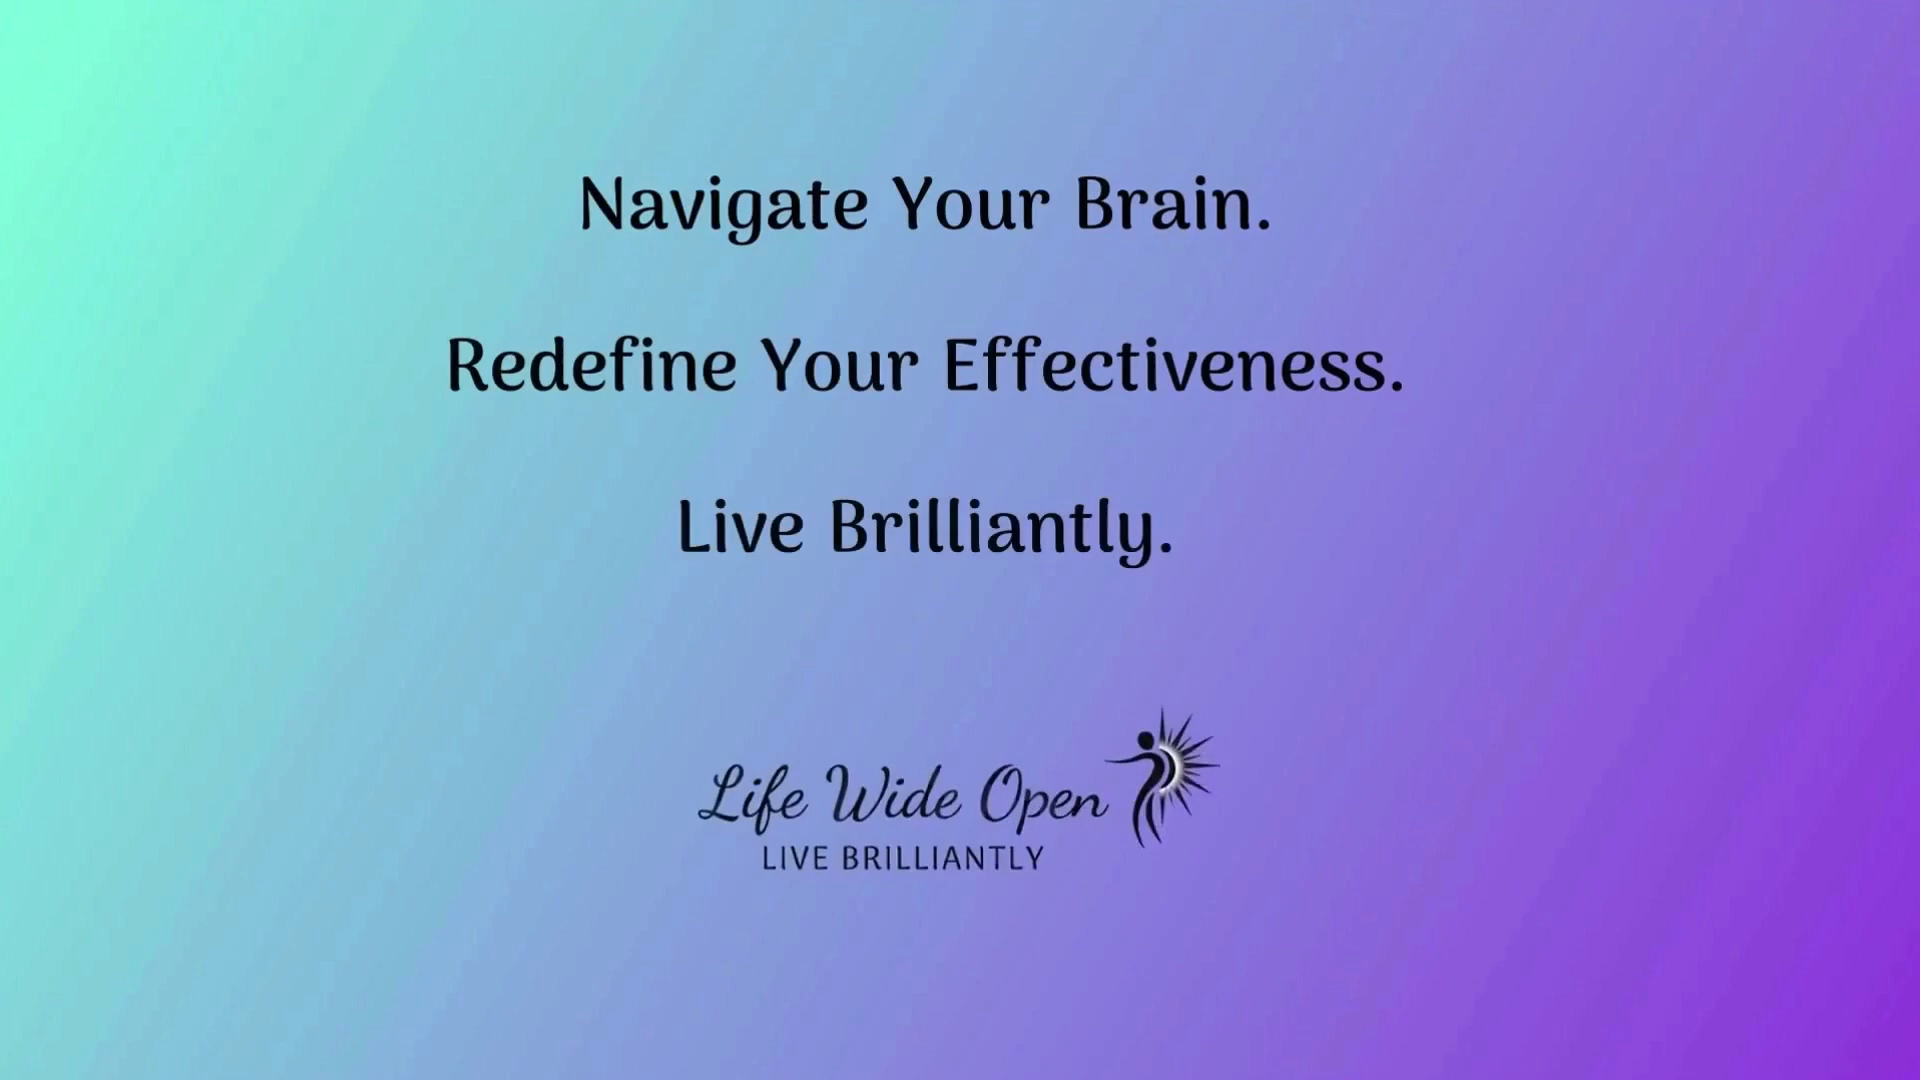 Navigate Your Brain.
Redefine Your Effectiveness.
Live Brilliantly.
Life Wide Open
LIVE BRILLIANTLY